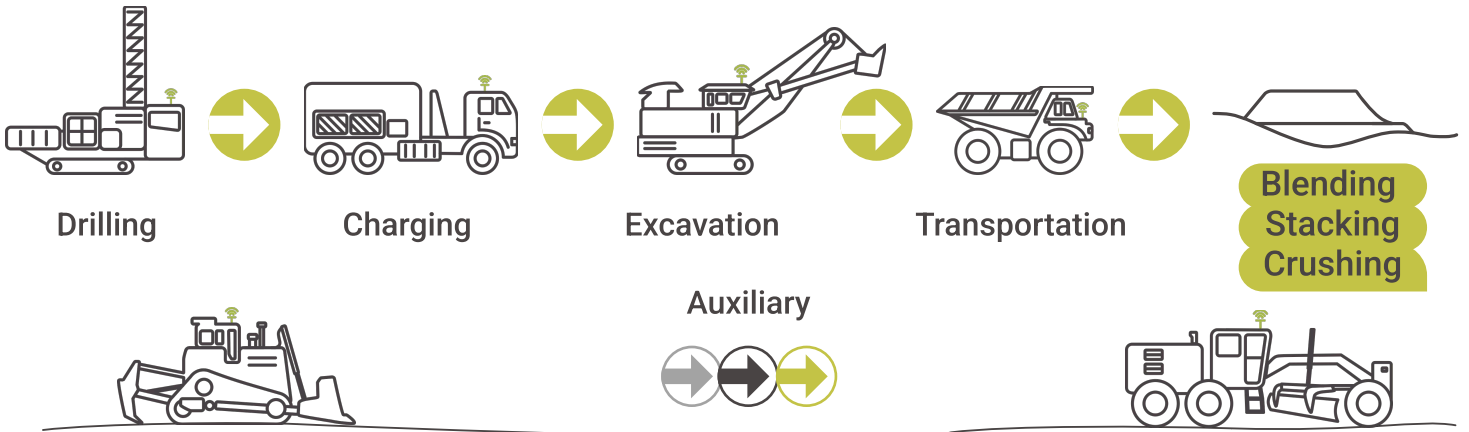 Drilling
Charging
Excavation
Transportation
Blending
Stacking
Crushing
Auxiliary